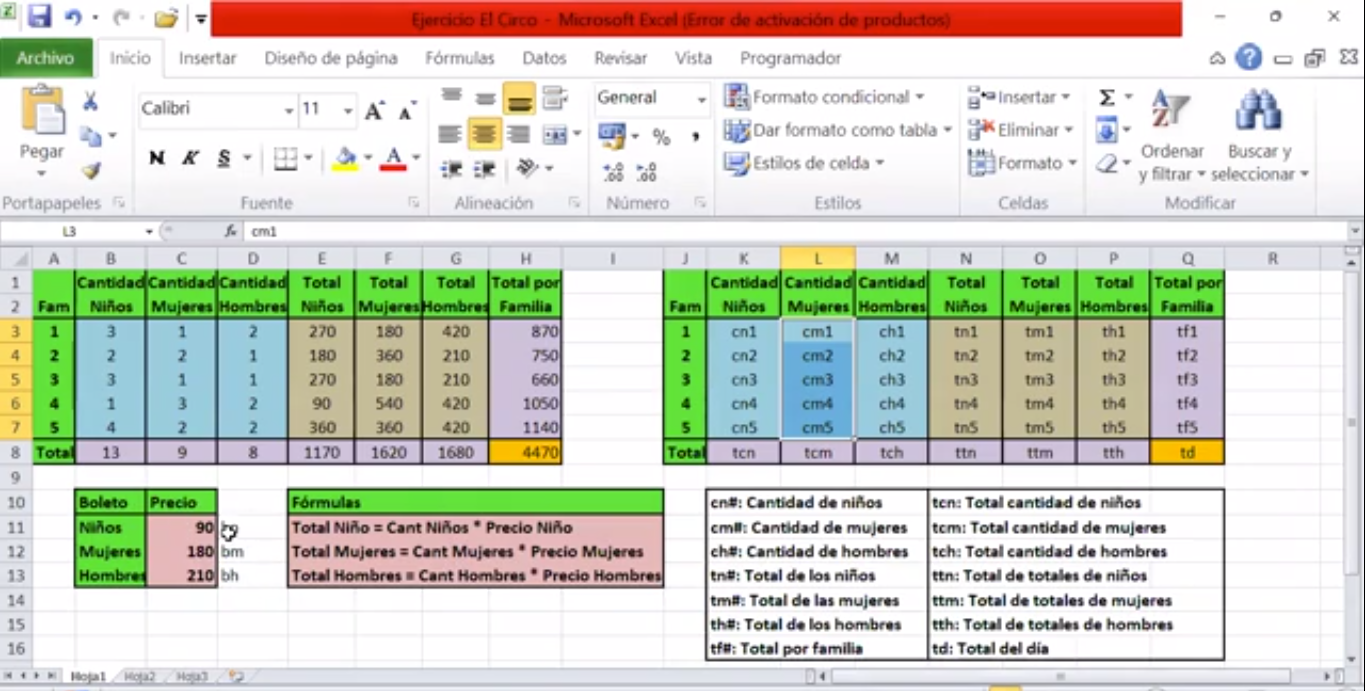 Ejercicio El Circo - Microsoft Excel (Error de activación de productos)
Archivo Inicio Insertar Diseño de página Fórmulas Datos Revisar Vista Programador
Calibri 11 General Formato condicional Insertar Σ
Pegar Dar formato como tabla Eliminar
N K S A % Estilos de celda Formato Ordenar y filtrar Buscar y seleccionar
Portapapeles Fuente Alineación Número Estilos Celdas Modificar
L3 fx cm1
A B C D E F G H I J K L M N O P Q R
1 Cantidad Cantidad Cantidad Total Total Total Total por Cantidad Cantidad Cantidad Total Total Total Total por
2 Fam Niños Mujeres Hombres Niños Mujeres Hombres Familia Fam Niños Mujeres Hombres Niños Mujeres Hombres Familia
3 1 3 1 2 270 180 420 870 1 cn1 cm1 ch1 tn1 tm1 th1 tf1
4 2 2 2 1 180 360 210 750 2 cn2 cm2 ch2 tn2 tm2 th2 tf2
5 3 3 1 1 270 180 210 660 3 cn3 cm3 ch3 tn3 tm3 th3 tf3
6 4 1 3 2 90 540 420 1050 4 cn4 cm4 ch4 tn4 tm4 th4 tf4
7 5 4 2 2 360 360 420 1140 5 cn5 cm5 ch5 tn5 tm5 th5 tf5
8 Total 13 9 8 1170 1620 1680 4470 Total tcn tcm tch ttn ttm tth td
9
10 Boleto Precio Fórmulas cn#: Cantidad de niños tcn: Total cantidad de niños
11 Niños 90 Total Niño = Cant Niños * Precio Niño cm#: Cantidad de mujeres tcm: Total cantidad de mujeres
12 Mujeres 180 bm Total Mujeres = Cant Mujeres * Precio Mujeres ch#: Cantidad de hombres tch: Total cantidad de hombres
13 Hombres 210 bh Total Hombres = Cant Hombres * Precio Hombres tn#: Total de los niños ttn: Total de totales de niños
14 tm#: Total de las mujeres ttm: Total de totales de mujeres
15 th#: Total de los hombres tth: Total de totales de hombres
16 tf#: Total por familia td: Total del día
Hoja1 Hoja2 Hoja3